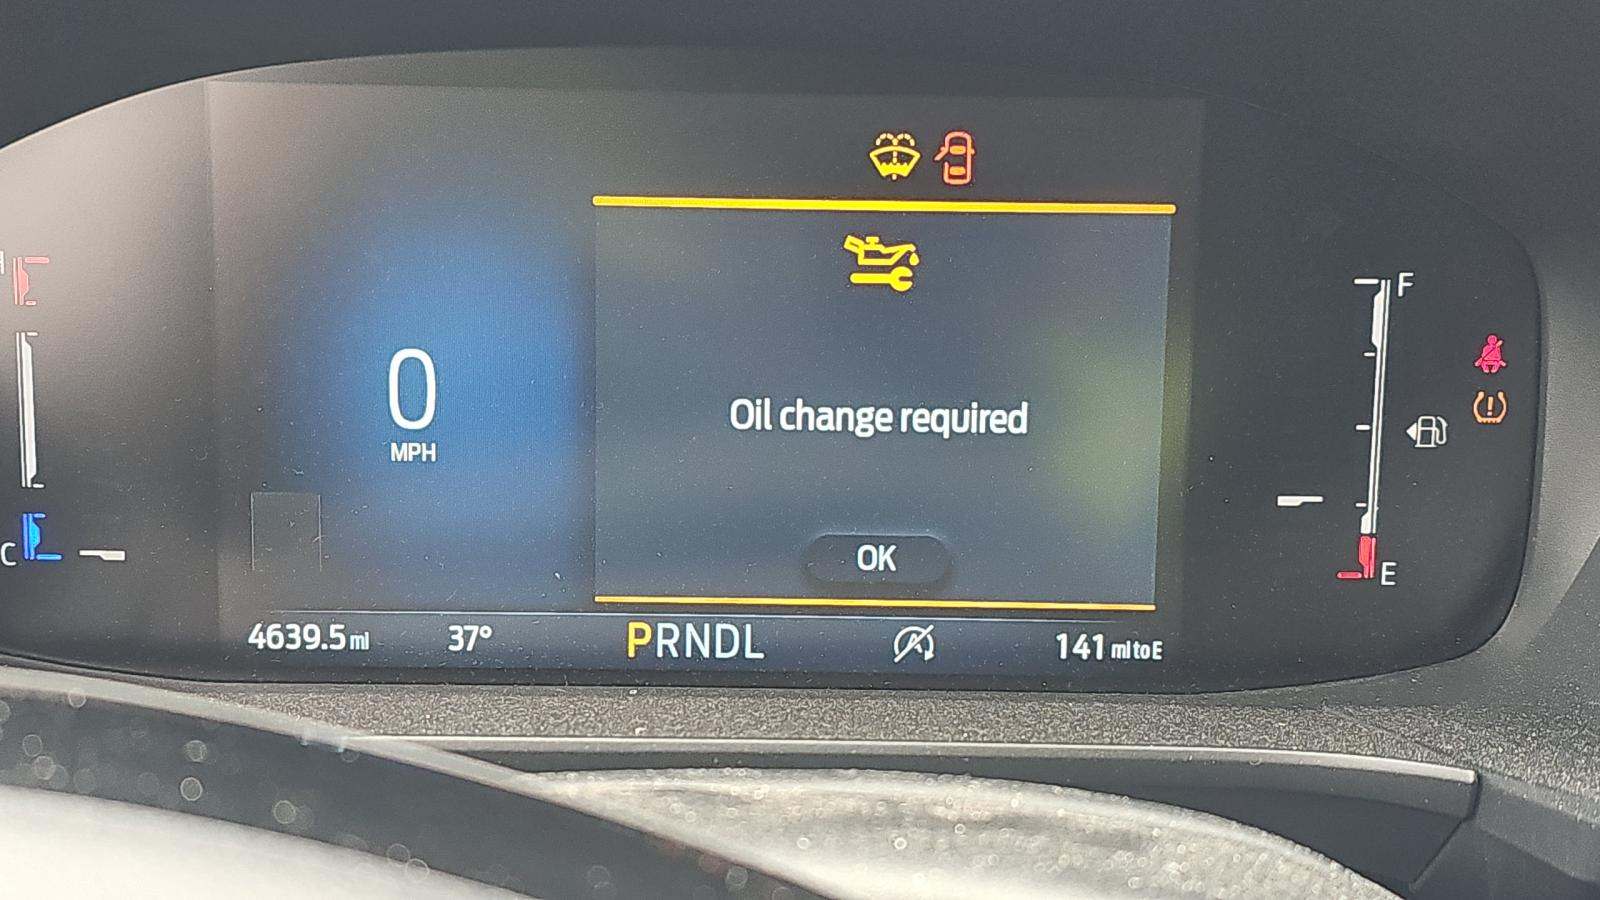 F
Oil change required
0
MPH
OK
C
E
4639.5 mi
37°
PRNDL
141 mi to E